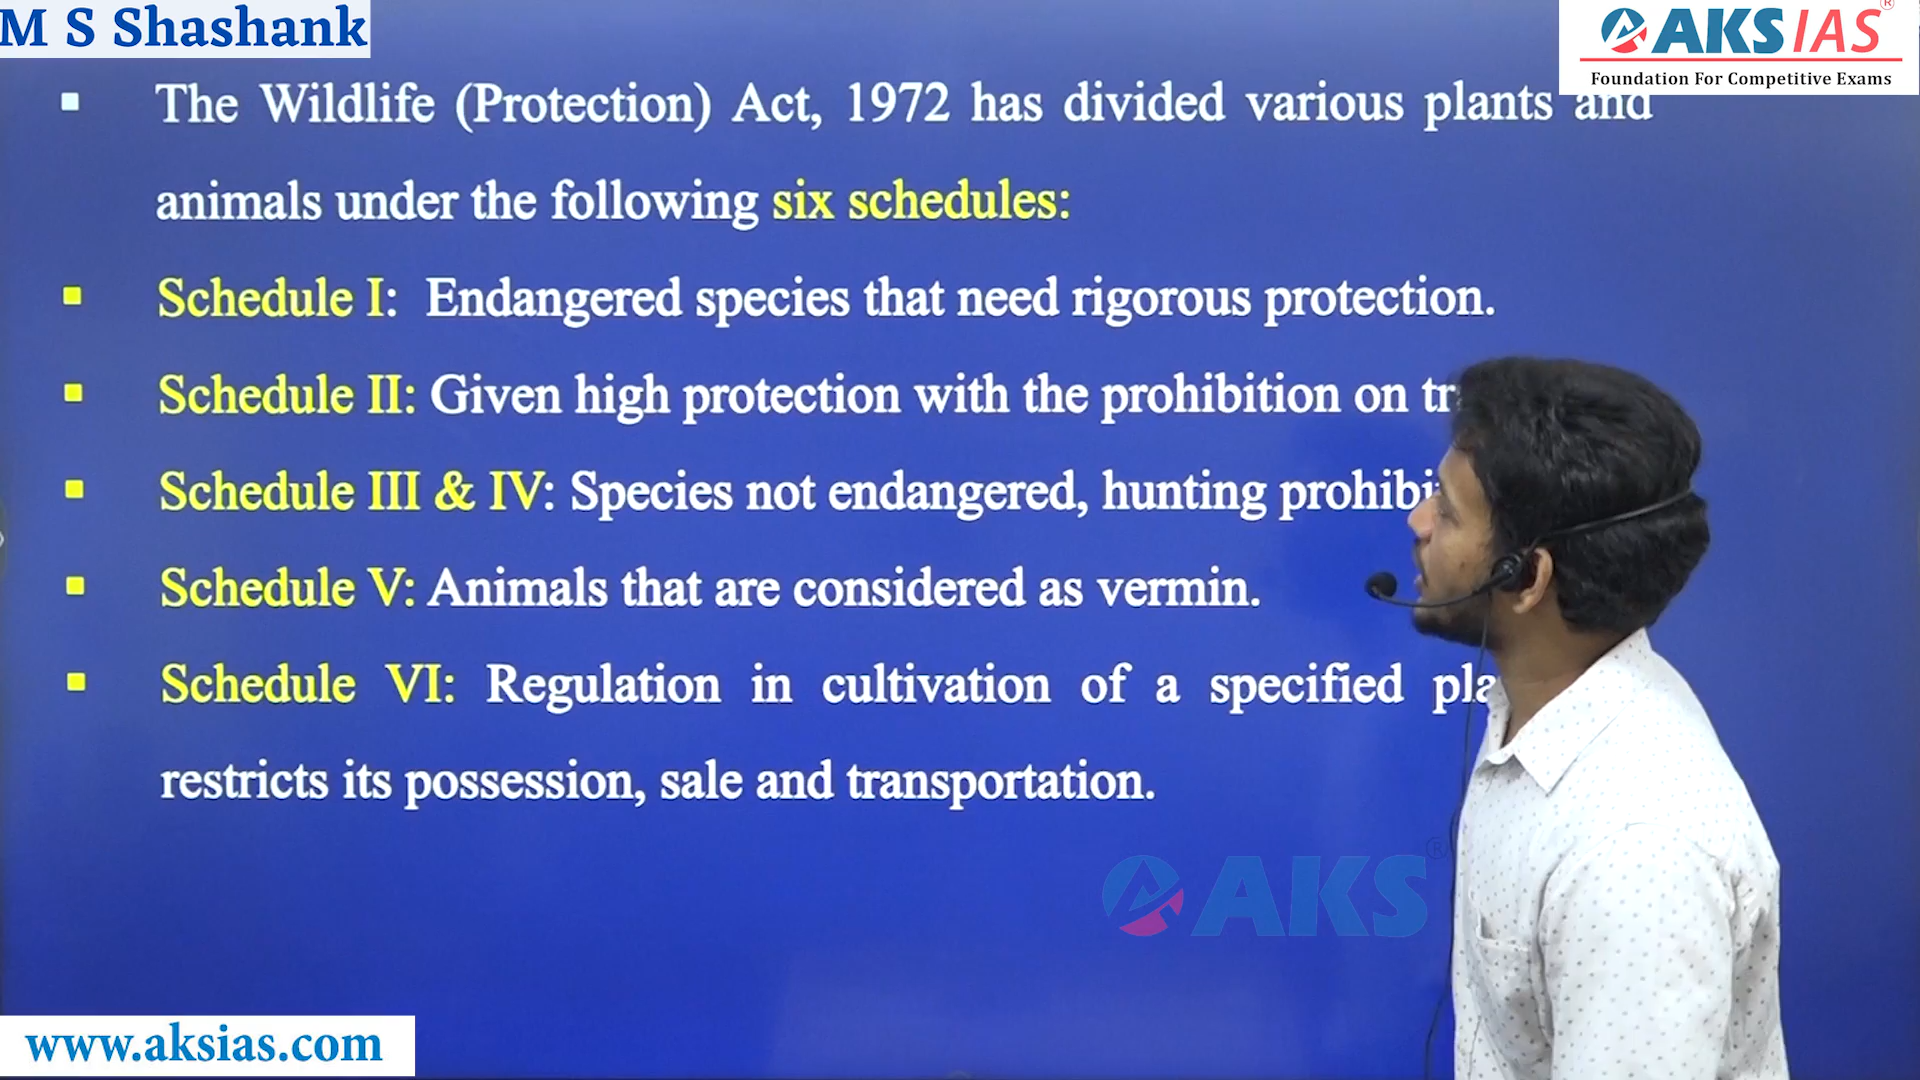 M S Shashank
AKS IAS ®
Foundation For Competitive Exams
▪ The Wildlife (Protection) Act, 1972 has divided various plants and
animals under the following six schedules:
▪ Schedule I: Endangered species that need rigorous protection.
▪ Schedule II: Given high protection with the prohibition on
▪ Schedule III & IV: Species not endangered, hunting
▪ Schedule V: Animals that are considered as vermin.
▪ Schedule VI: Regulation in cultivation of a specified
restricts its possession, sale and transportation.
AKS ®
www.aksias.com